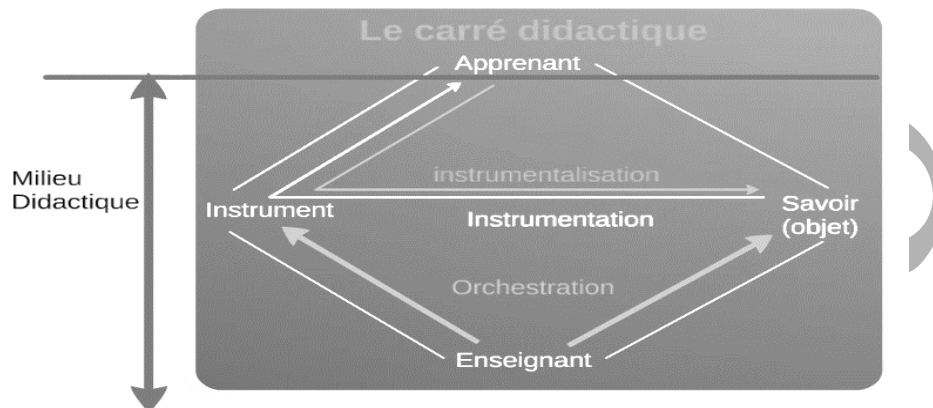 Le carré didactique
Apprenant
Milieu
Didactique
instrumentalisation
Instrument
Instrumentation
Savoir
(objet)
Orchestration
Enseignant